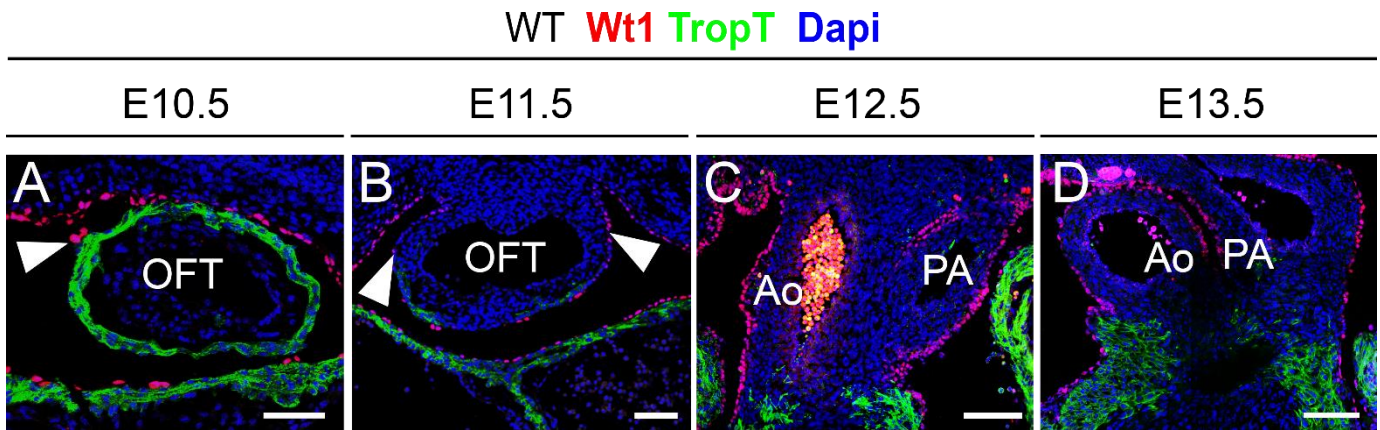 WT Wt1 TropT Dapi
E10.5 E11.5 E12.5 E13.5
A B C D
OFT OFT Ao PA Ao PA